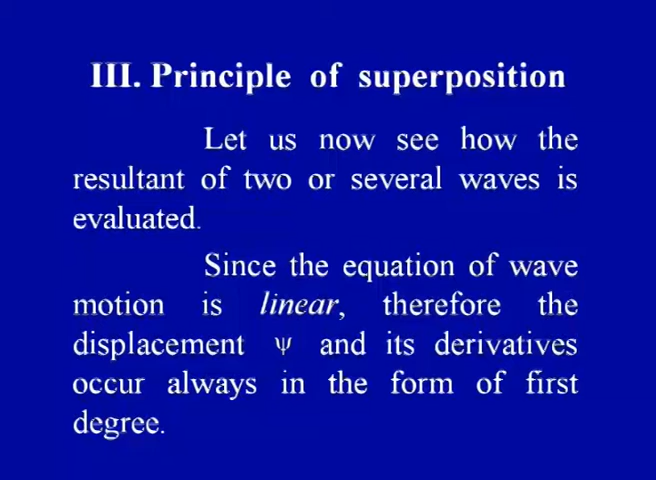 III. Principle of superposition
Let us now see how the
resultant of two or several waves is
evaluated.
Since the equation of wave
motion is linear, therefore the
displacement ψ and its derivatives
occur always in the form of first
degree.